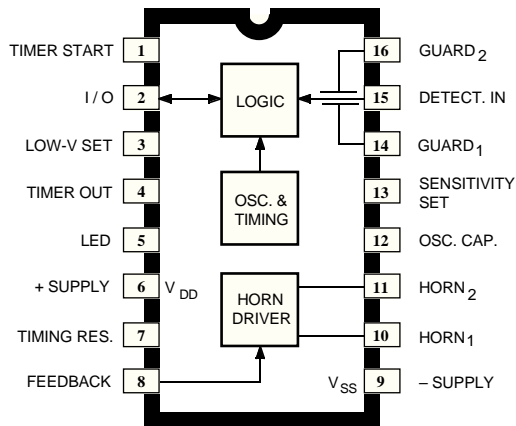 TIMER START 1
16 GUARD2
I / O 2
LOGIC
15 DETECT. IN
LOW-V SET 3
14 GUARD1
TIMER OUT 4
OSC. &
TIMING
13 SENSITIVITY
SET
LED 5
12 OSC. CAP.
+ SUPPLY 6 VDD
HORN
DRIVER
11 HORN2
TIMING RES. 7
10 HORN1
FEEDBACK 8
VSS 9 – SUPPLY